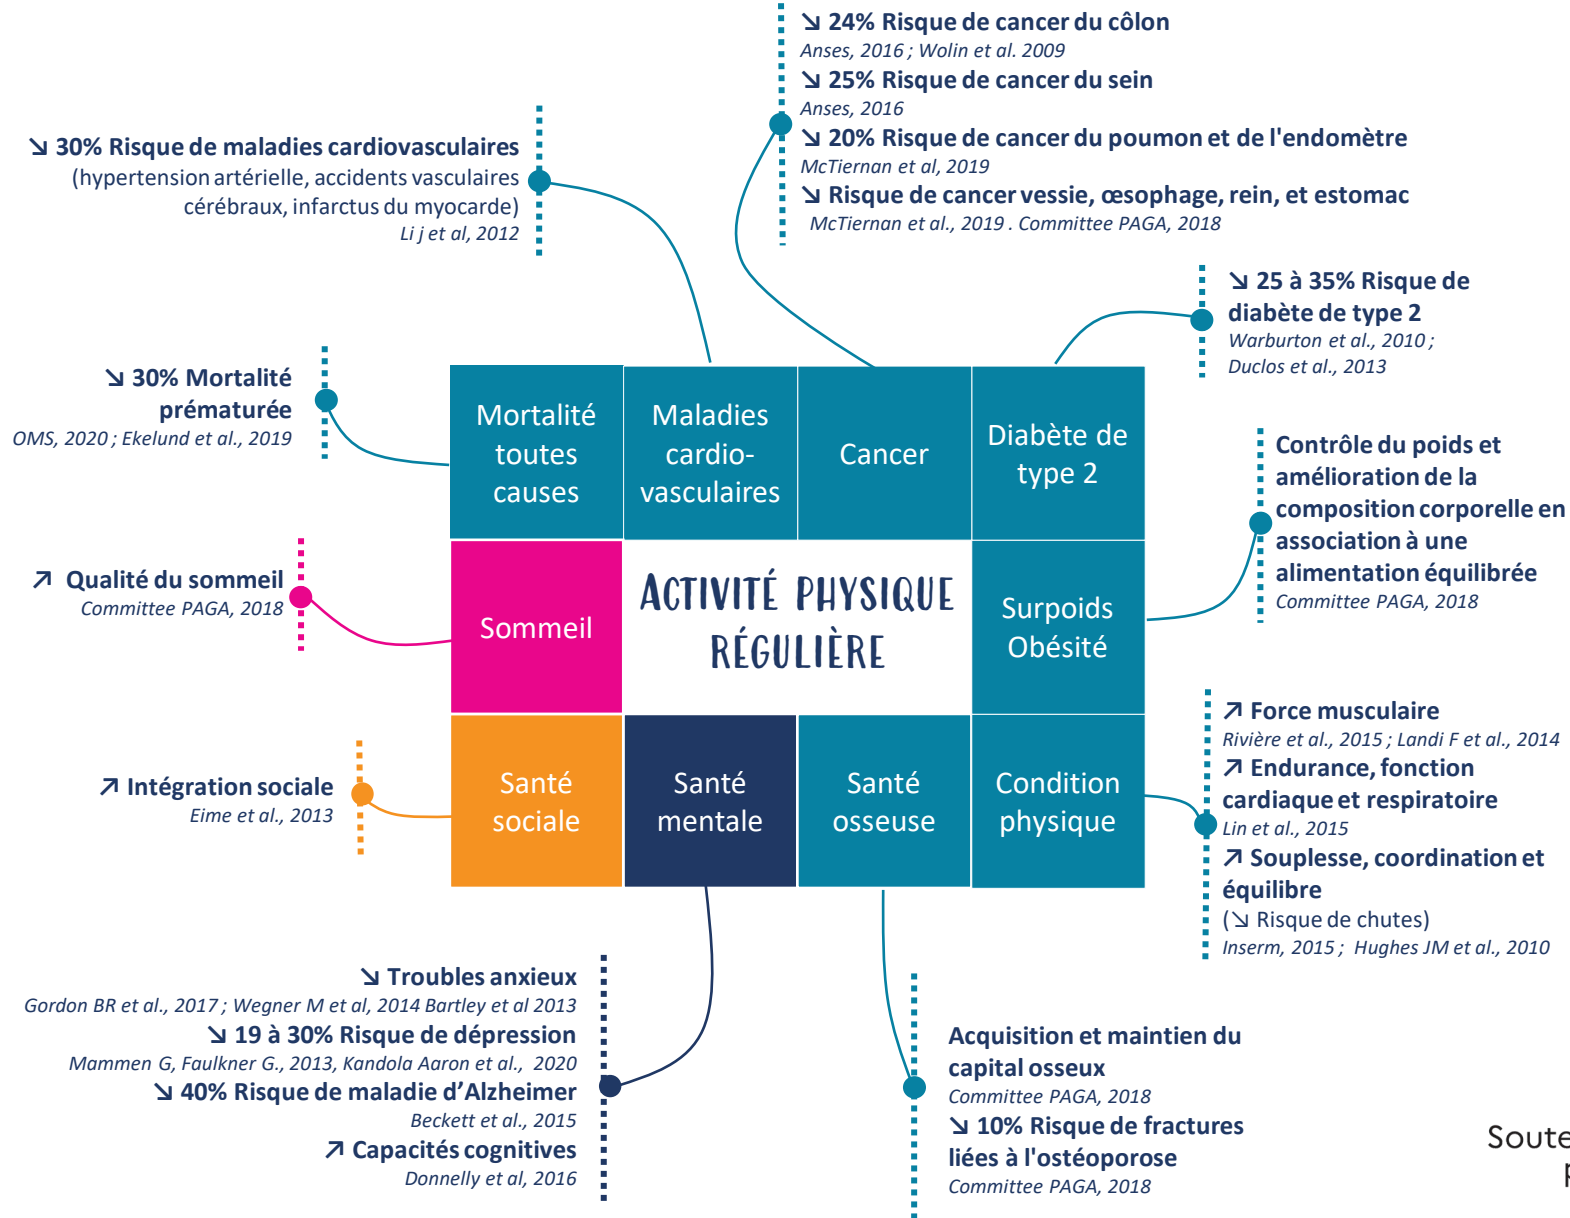 ↘ 24% Risque de cancer du côlon
Anses, 2016 ; Wolin et al. 2009
↘ 25% Risque de cancer du sein
Anses, 2016
↘ 20% Risque de cancer du poumon et de l'endomètre
McTiernan et al, 2019
↘ Risque de cancer vessie, œsophage, rein, et estomac
McTiernan et al., 2019 . Committee PAGA, 2018
↘ 30% Risque de maladies cardiovasculaires
(hypertension artérielle, accidents vasculaires
cérébraux, infarctus du myocarde)
Li j et al, 2012
↘ 25 à 35% Risque de
diabète de type 2
Warburton et al., 2010 ;
Duclos et al., 2013
↘ 30% Mortalité
prématurée
OMS, 2020 ; Ekelund et al., 2019
Mortalité
toutes
causes
Maladies
cardio-
vasculaires
Cancer
Diabète de
type 2
Contrôle du poids et
amélioration de la
composition corporelle en
association à une
alimentation équilibrée
Committee PAGA, 2018
↗ Qualité du sommeil
Committee PAGA, 2018
Sommeil
ACTIVITÉ PHYSIQUE
RÉGULIÈRE
Surpoids
Obésité
↗ Intégration sociale
Eime et al., 2013
Santé
sociale
Santé
mentale
Santé
osseuse
Condition
physique
↗ Force musculaire
Rivière et al., 2015 ; Landi F et al., 2014
↗ Endurance, fonction
cardiaque et respiratoire
Lin et al., 2015
↗ Souplesse, coordination et
équilibre
(↘ Risque de chutes)
Inserm, 2015 ; Hughes JM et al., 2010
↘ Troubles anxieux
Gordon BR et al., 2017 ; Wegner M et al, 2014 Bartley et al 2013
↘ 19 à 30% Risque de dépression
Mammen G, Faulkner G., 2013, Kandola Aaron et al., 2020
↘ 40% Risque de maladie d’Alzheimer
Beckett et al., 2015
↗ Capacités cognitives
Donnelly et al, 2016
Acquisition et maintien du
capital osseux
Committee PAGA, 2018
↘ 10% Risque de fractures
liées à l'ostéoporose
Committee PAGA, 2018
Soute
p